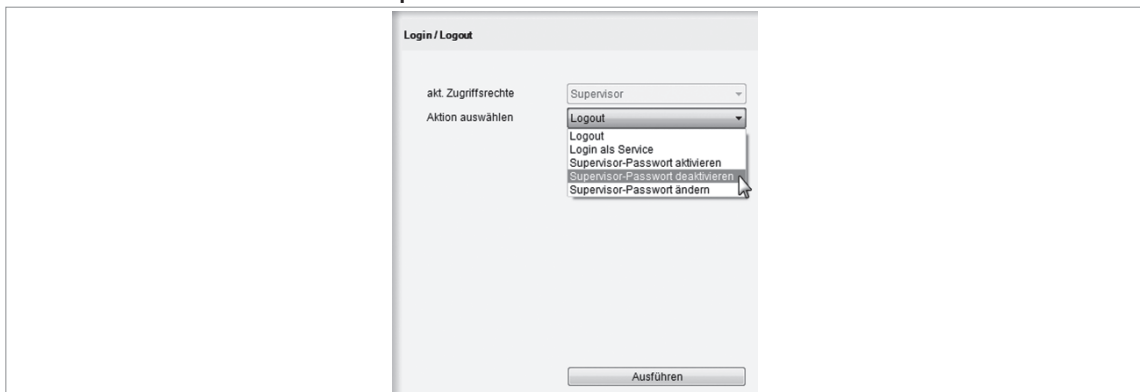 Login / Logout
akt. Zugriffsrechte
Supervisor
Aktion auswählen
Logout
Logout
Login als Service
Supervisor-Passwort aktivieren
Supervisor-Passwort deaktivieren
Supervisor-Passwort ändern
Ausführen